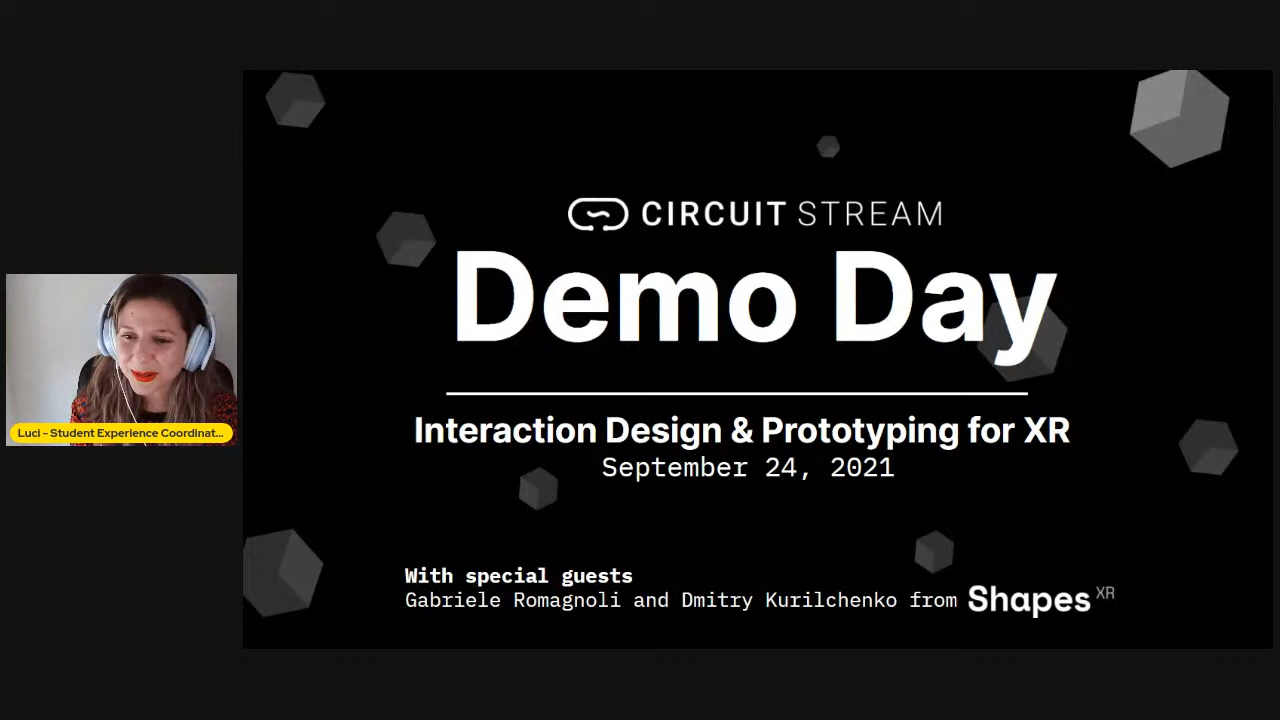 CIRCUIT STREAM
Demo Day
Interaction Design & Prototyping for XR
September 24, 2021
Luci - Student Experience Coordinat...
With special guests
Gabriele Romagnoli and Dmitry Kurilchenko from Shapes XR